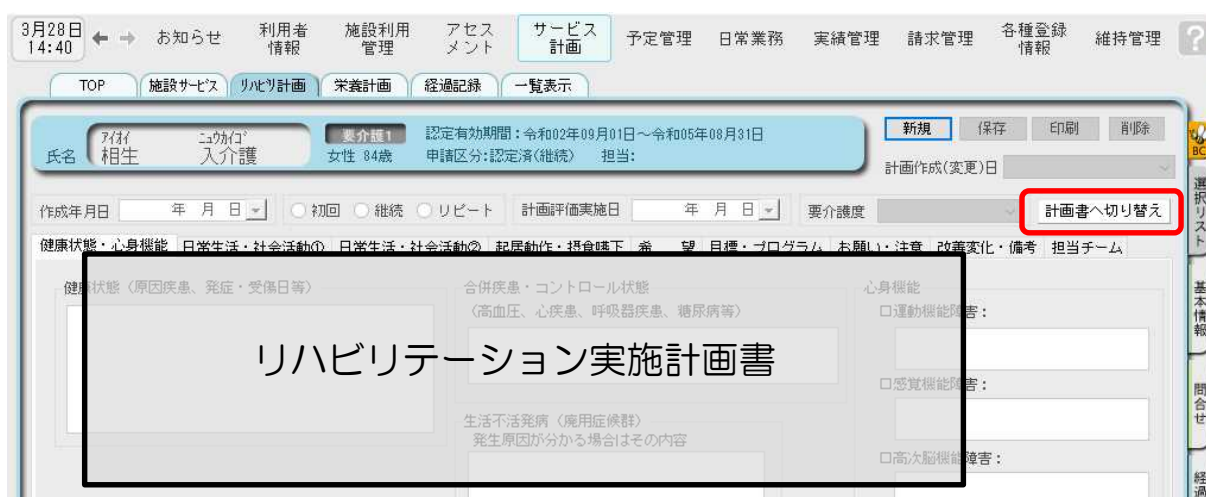 3月28日
14:40
お知らせ
利用者
情報
施設利用
管理
アセス
メント
サービス
計画
予定管理
日常業務
実績管理
請求管理
各種登録
情報
維持管理
?
TOP 施設サービス リハビリ計画 栄養計画 経過記録 一覧表示
氏名
アイオイ ニュウカイゴ
相生 入介護
要介護1
女性 84歳
認定有効期間:令和02年09月01日~令和05年08月31日
申請区分:認定済(継続) 担当:
新規 保存 印刷 削除
計画作成(変更)日
作成年月日 年 月 日 初回 継続 リピート 計画評価実施日 年 月 日 要介護度 計画書へ切り替え
健康状態・心身機能 日常生活・社会活動① 日常生活・社会活動② 起居動作・摂食嚥下 希 望 目標・プログラム お願い・注意 改善変化・備考 担当チーム
健康状態(原因疾患、発症・受傷日等)
合併疾患・コントロール状態
(高血圧、心疾患、呼吸器疾患、糖尿病等)
心身機能
運動機能障害:
リハビリテーション実施計画書
感覚機能障害:
生活不活発病(廃用症候群)
発生原因が分かる場合はその内容
高次脳機能障害:
BC
選択リスト
基本情報
問合せ
経過